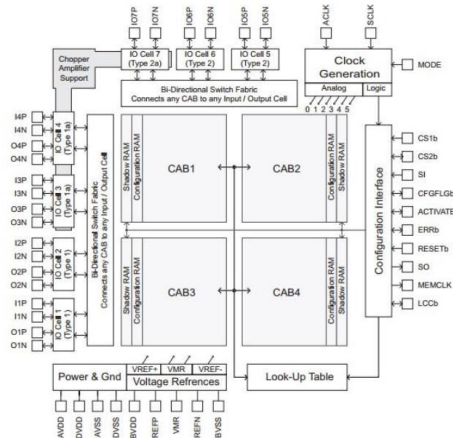 IO7P
IO7N
IO6P
IO6N
IO5P
IO5N
ACLK
SCLK
Chopper
Amplifier
Support
IO Cell 7
(Type 2a)
IO Cell 6
(Type 2)
IO Cell 5
(Type 2)
Clock
Generation
Analog
Logic
0 1 2 3 4 5
MODE
Bi-Directional Switch Fabric
Connects any CAB to any Input / Output Cell
I4P
I4N
O4P
O4N
IO Cell 4
(Type 1a)
I3P
I3N
O3P
O3N
IO Cell 3
(Type 1a)
I2P
I2N
O2P
O2N
IO Cell 2
(Type 1)
I1P
I1N
O1P
O1N
IO Cell 1
(Type 1)
Bi-Directional Switch Fabric
Connects any CAB to any Input / Output Cell
CAB1
Shadow RAM
Configuration RAM
CAB2
Shadow RAM
Configuration RAM
CAB3
Shadow RAM
Configuration RAM
CAB4
Shadow RAM
Configuration RAM
Configuration Interface
CS1b
CS2b
SI
CFGFLGb
ACTIVATE
ERRb
RESETb
SO
MEMCLK
LCCb
Power & Gnd
VREF+
VMR
VREF-
Voltage Refrences
Look-Up Table
AVDD
DVDD
AVSS
DVSS
BVDD
REFP
VMR
REFN
BVSS